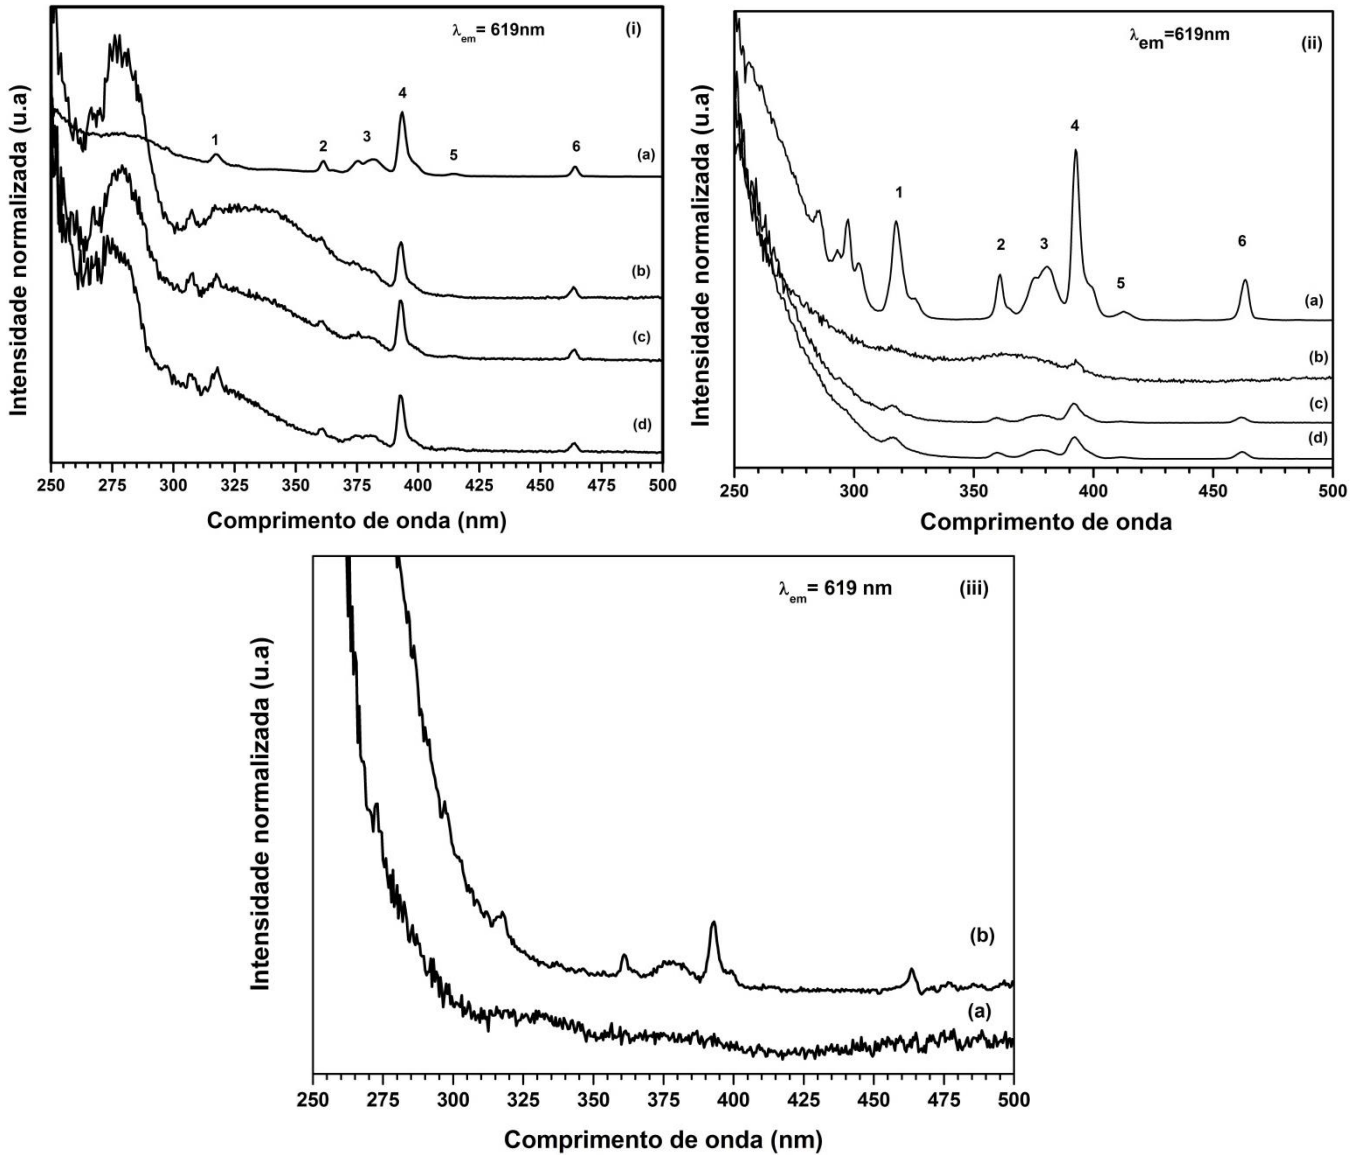 λem= 619nm (i)
Intensidade normalizada (u.a)
1 2 3 4 5 6
(a)
(b)
(c)
(d)
250 275 300 325 350 375 400 425 450 475 500
Comprimento de onda (nm)
λem=619nm (ii)
Intensidade normalizada (u.a)
1 2 3 4 5 6
(a)
(b)
(c)
(d)
250 300 350 400 450 500
Comprimento de onda
λem= 619 nm (iii)
Intensidade normalizada (u.a)
(b)
(a)
250 275 300 325 350 375 400 425 450 475 500
Comprimento de onda (nm)